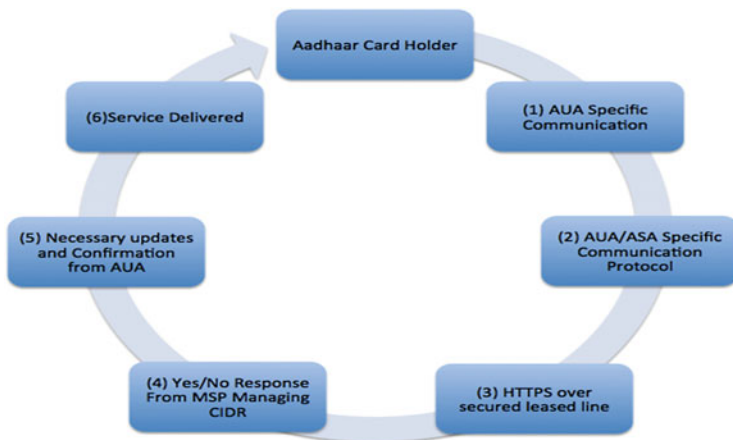 Aadhaar Card Holder
(1) AUA Specific
Communication
(2) AUA/ASA Specific
Communication
Protocol
(3) HTTPS over
secured leased line
(4) Yes/No Response
From MSP Managing
CIDR
(5) Necessary updates
and Confirmation
from AUA
(6)Service Delivered